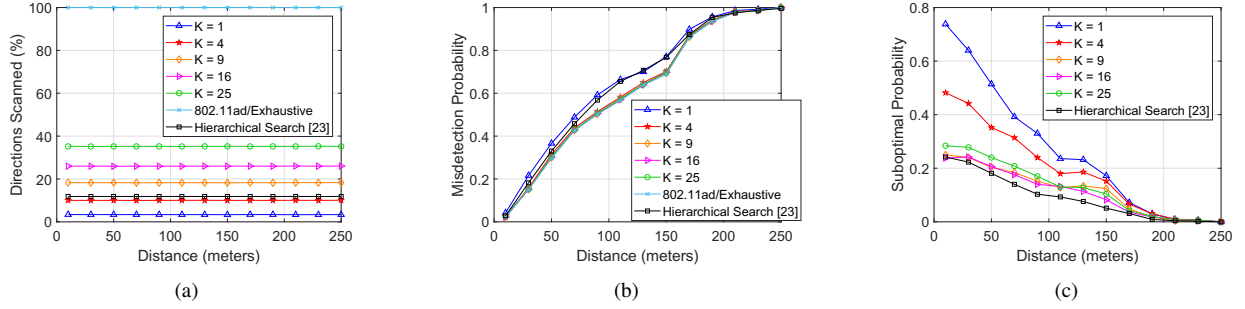 100
80
60
40
20
0
Directions Scanned (%)
K = 1
K = 4
K = 9
K = 16
K = 25
802.11ad/Exhaustive
Hierarchical Search [23]
0 50 100 150 200 250
Distance (meters)
(a)
1
0.8
0.6
0.4
0.2
0
Misdetection Probability
K = 1
K = 4
K = 9
K = 16
K = 25
802.11ad/Exhaustive
Hierarchical Search [23]
0 50 100 150 200 250
Distance (meters)
(b)
0.8
0.6
0.4
0.2
0
Suboptimal Probability
K = 1
K = 4
K = 9
K = 16
K = 25
Hierarchical Search [23]
0 50 100 150 200 250
Distance (meters)
(c)